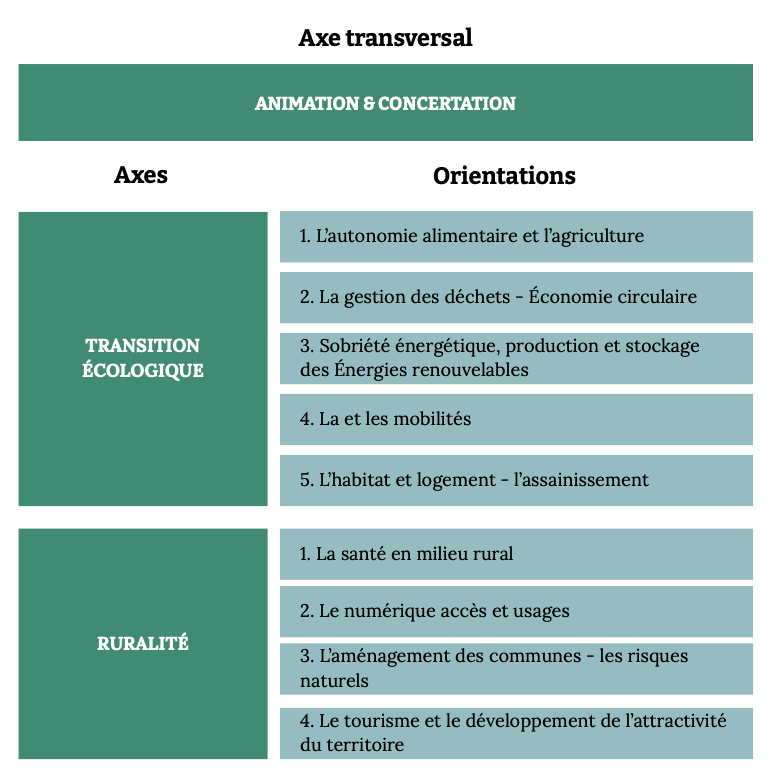 Axe transversal
ANIMATION & CONCERTATION
Axes
Orientations
TRANSITION
ÉCOLOGIQUE
1. L'autonomie alimentaire et l'agriculture
2. La gestion des déchets - Économie circulaire
3. Sobriété énergétique, production et stockage
des Énergies renouvelables
4. La et les mobilités
5. L'habitat et logement - l'assainissement
RURALITÉ
1. La santé en milieu rural
2. Le numérique accès et usages
3. L'aménagement des communes - les risques
naturels
4. Le tourisme et le développement de l'attractivité
du territoire